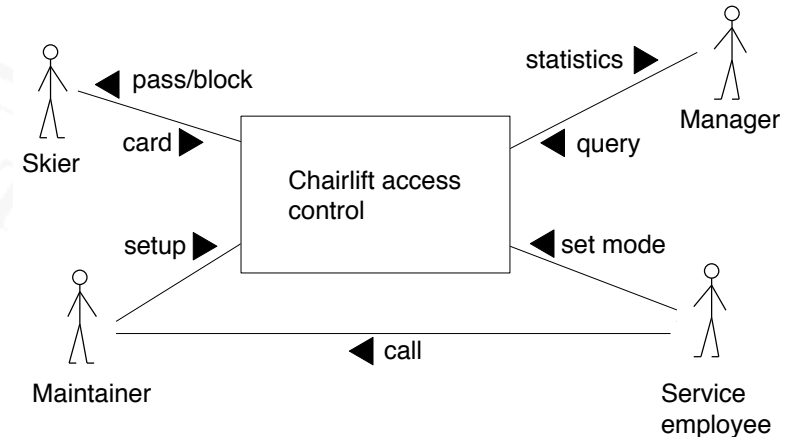 pass/block
card
Skier
statistics
query
Manager
Chairlift access
control
setup
set mode
call
Maintainer
Service
employee